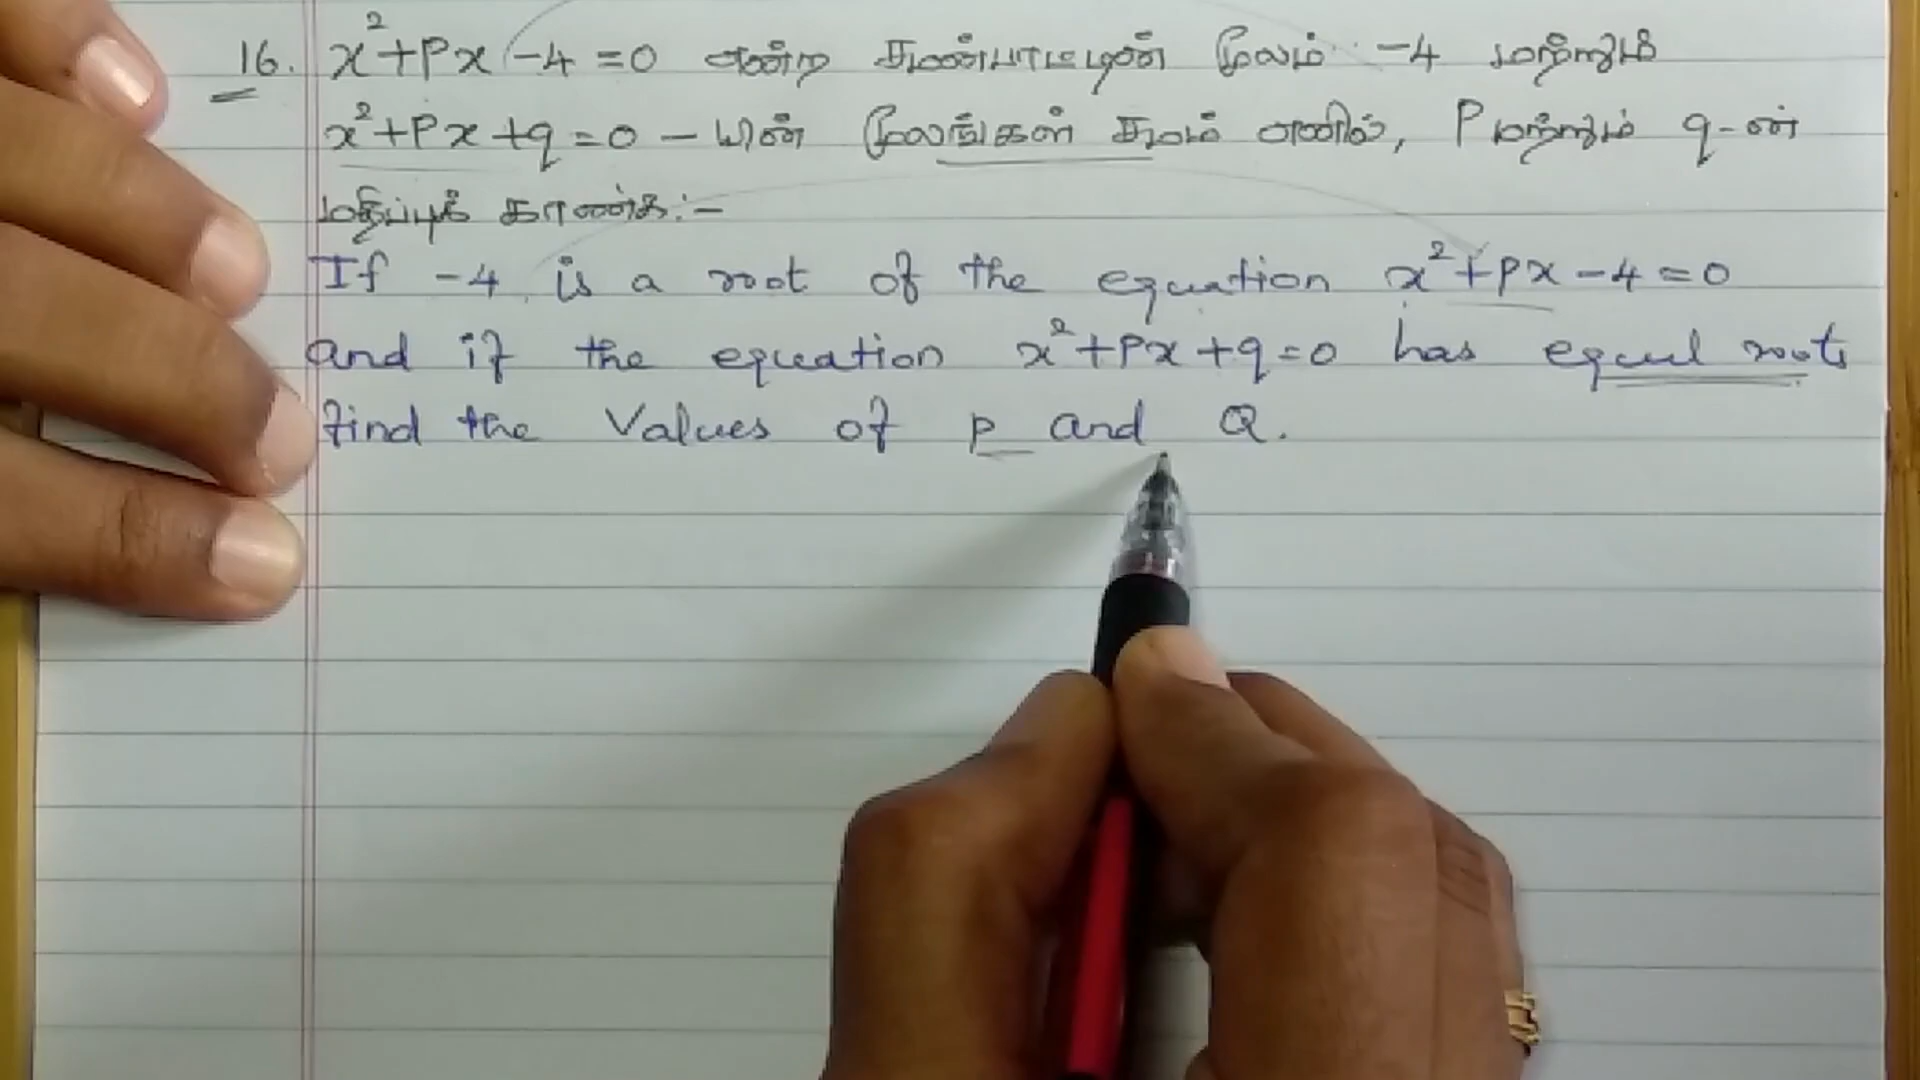 16. x²+Px-4=0 என்ற சமன்பாட்டின் மூலம் -4 மற்றும்
x²+Px+q=0 - யின் மூலங்கள் சமம் எனில், P மற்றும் q-ன்
மதிப்புக் காண்க:-
If -4 is a root of the equation x²+px-4=0
and if the equation x²+Px+q=0 has equal roots
find the Values of p and Q.